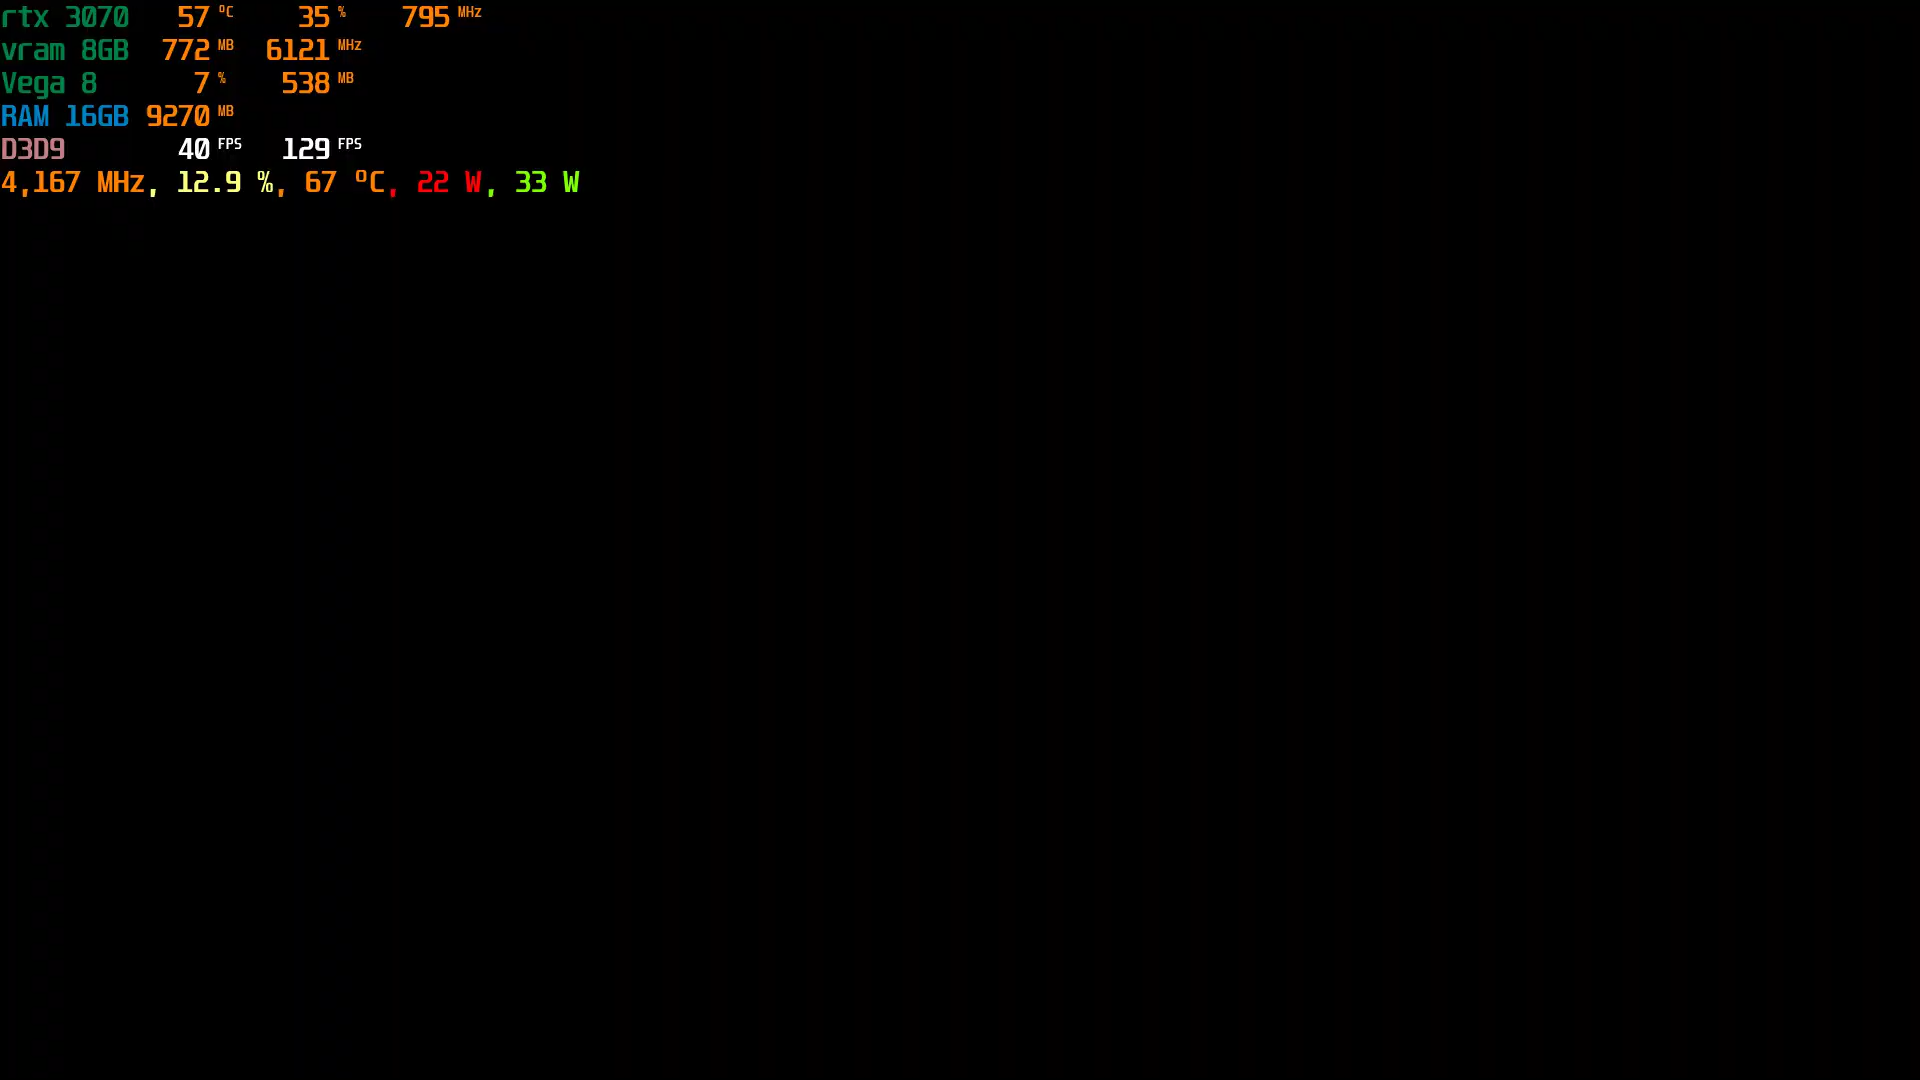 rtx 3070 57 °C 35 % 795 MHz
vram 8GB 772 MB 6121 MHz
Vega 8 7 % 538 MB
RAM 16GB 9270 MB
D3D9 40 FPS 129 FPS
4,167 MHz, 12.9 %, 67 °C, 22 W, 33 W